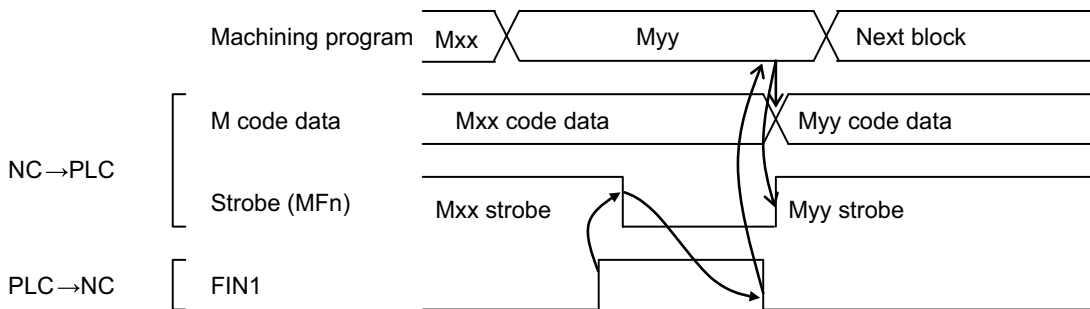 Machining program Mxx Myy Next block
M code data Mxx code data Myy code data
NC→PLC
Strobe (MFn) Mxx strobe Myy strobe
PLC→NC FIN1